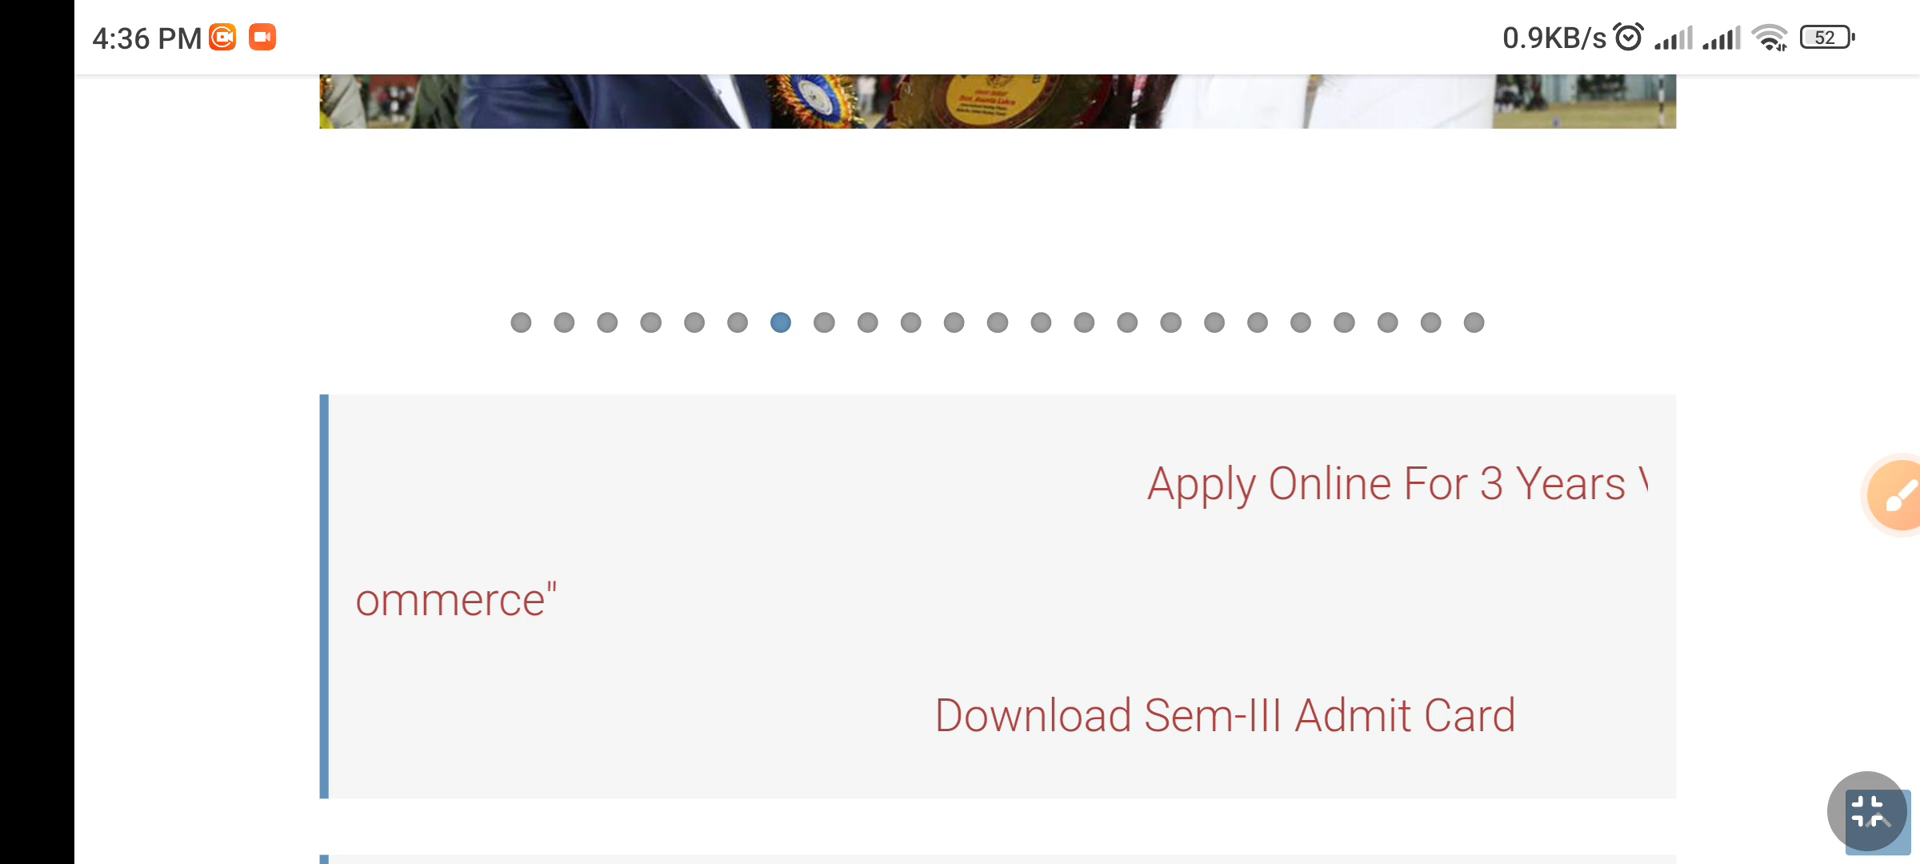 4:36 PM
0.9KB/s
52
Apply Online For 3 Years
ommerce"
Download Sem-III Admit Card